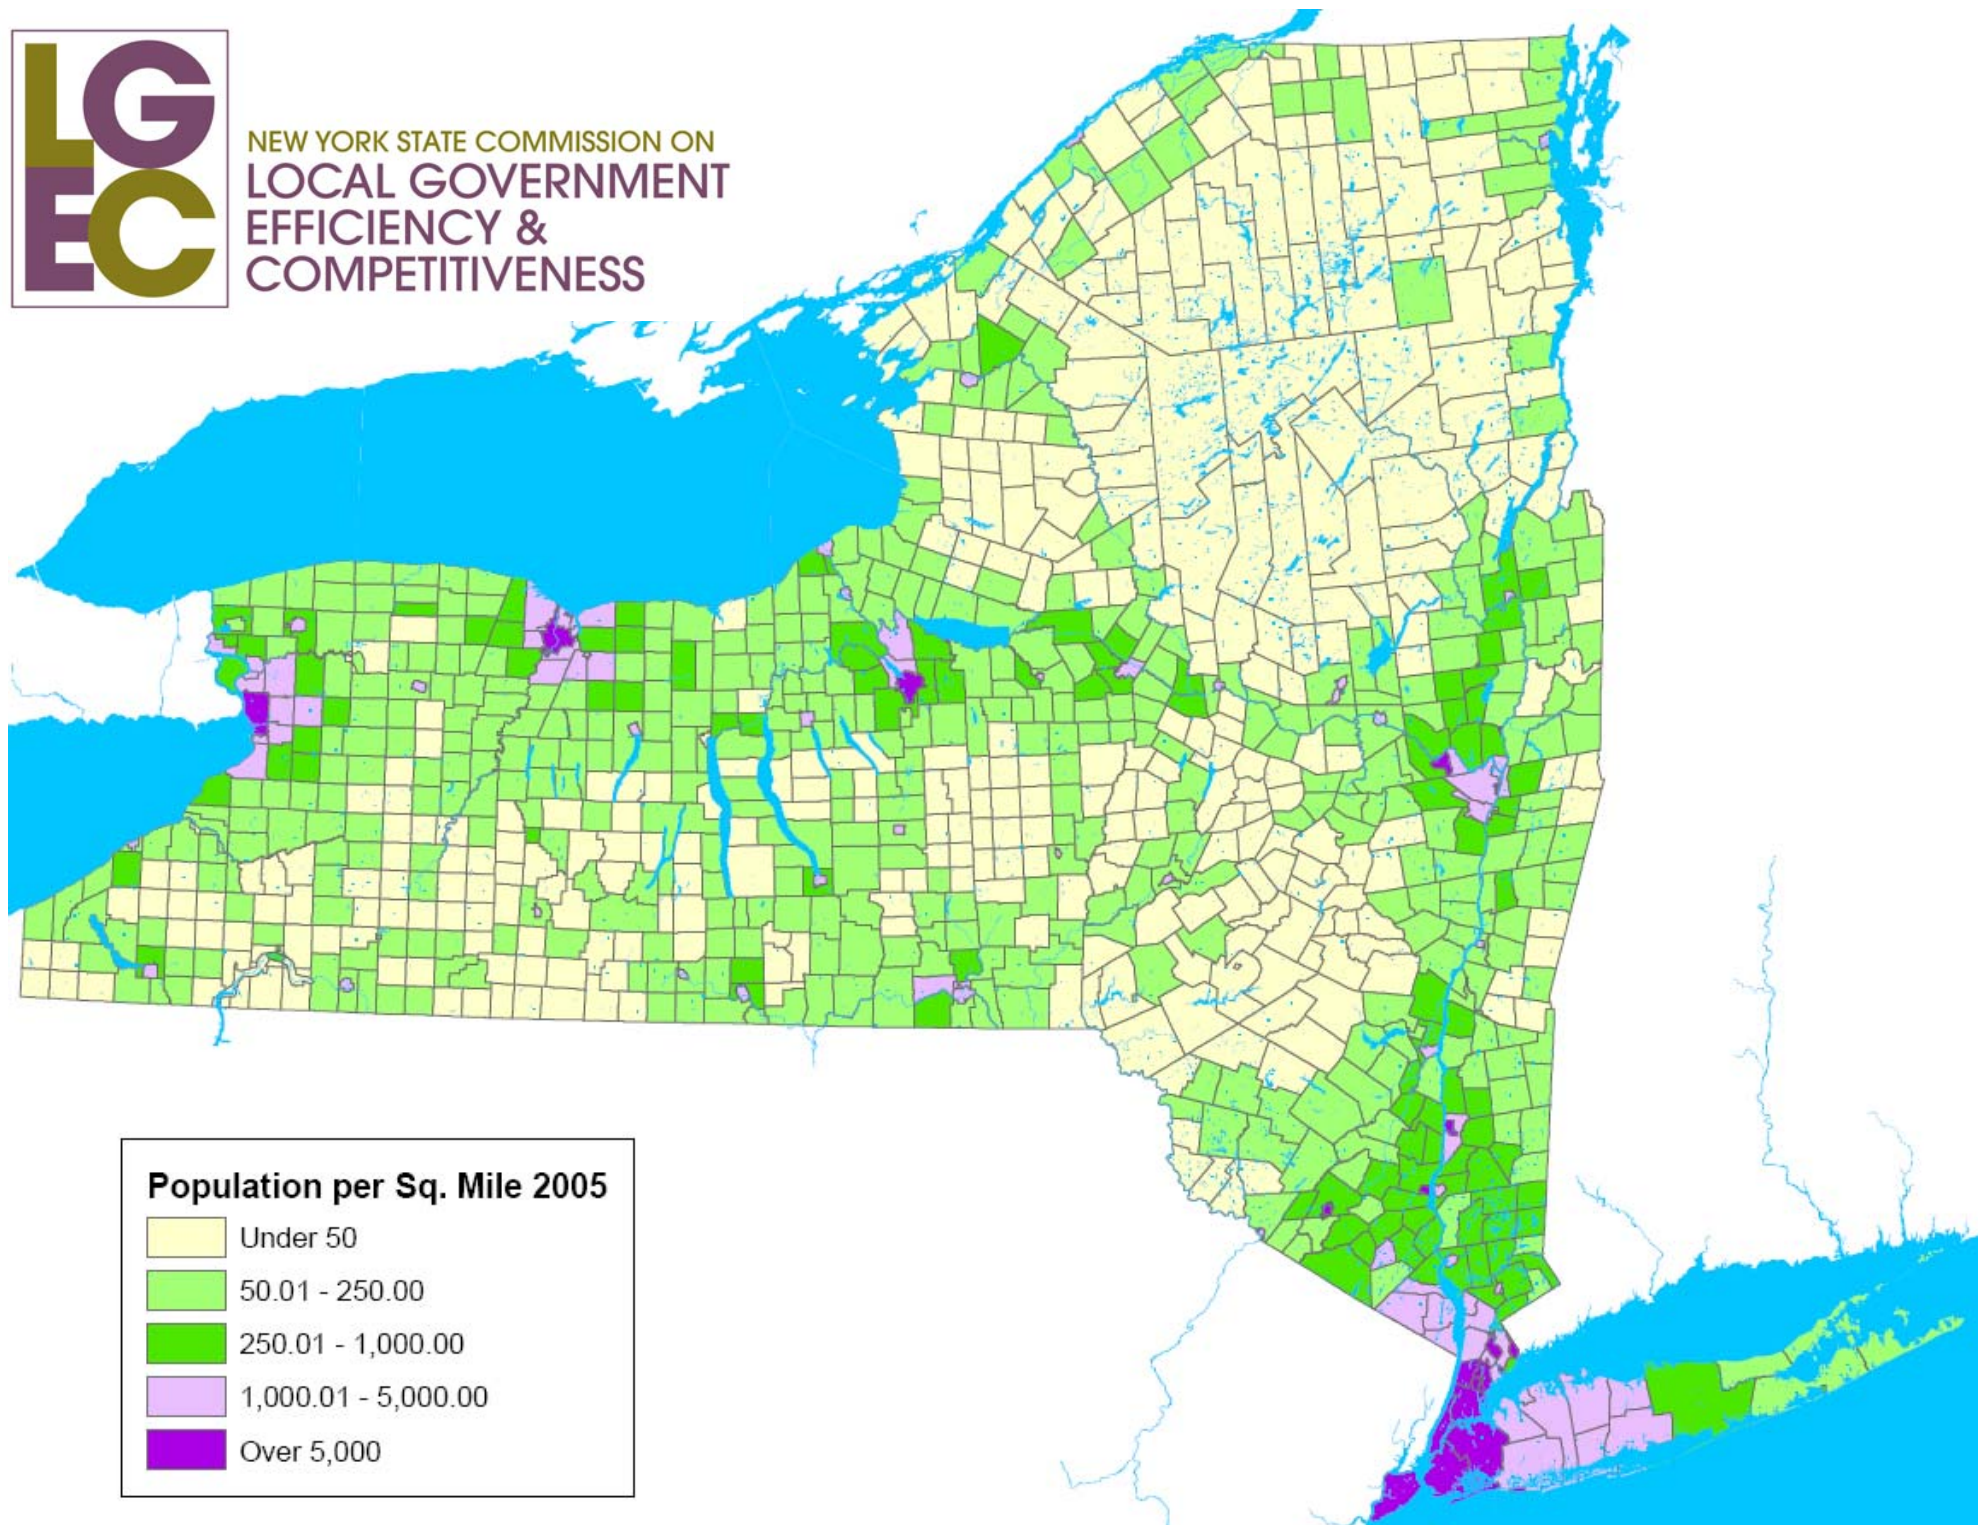 LG
EC
NEW YORK STATE COMMISSION ON
LOCAL GOVERNMENT
EFFICIENCY &
COMPETITIVENESS
Population per Sq. Mile 2005
Under 50
50.01 - 250.00
250.01 - 1,000.00
1,000.01 - 5,000.00
Over 5,000